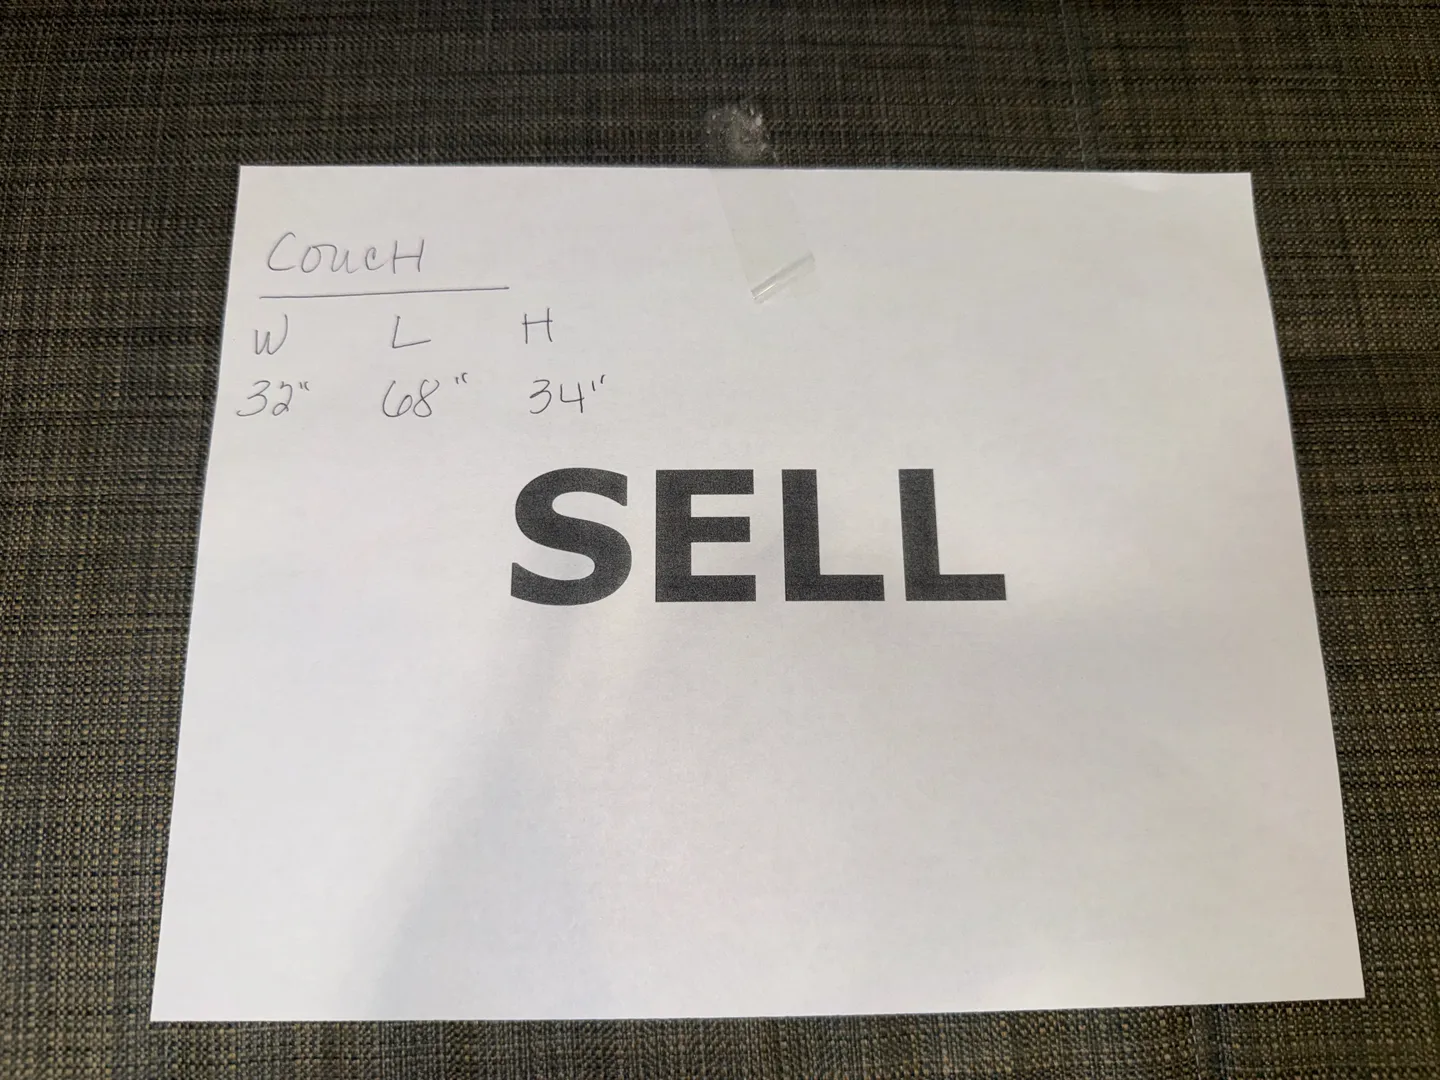 COUCH
W L H
32" 68" 34"
SELL